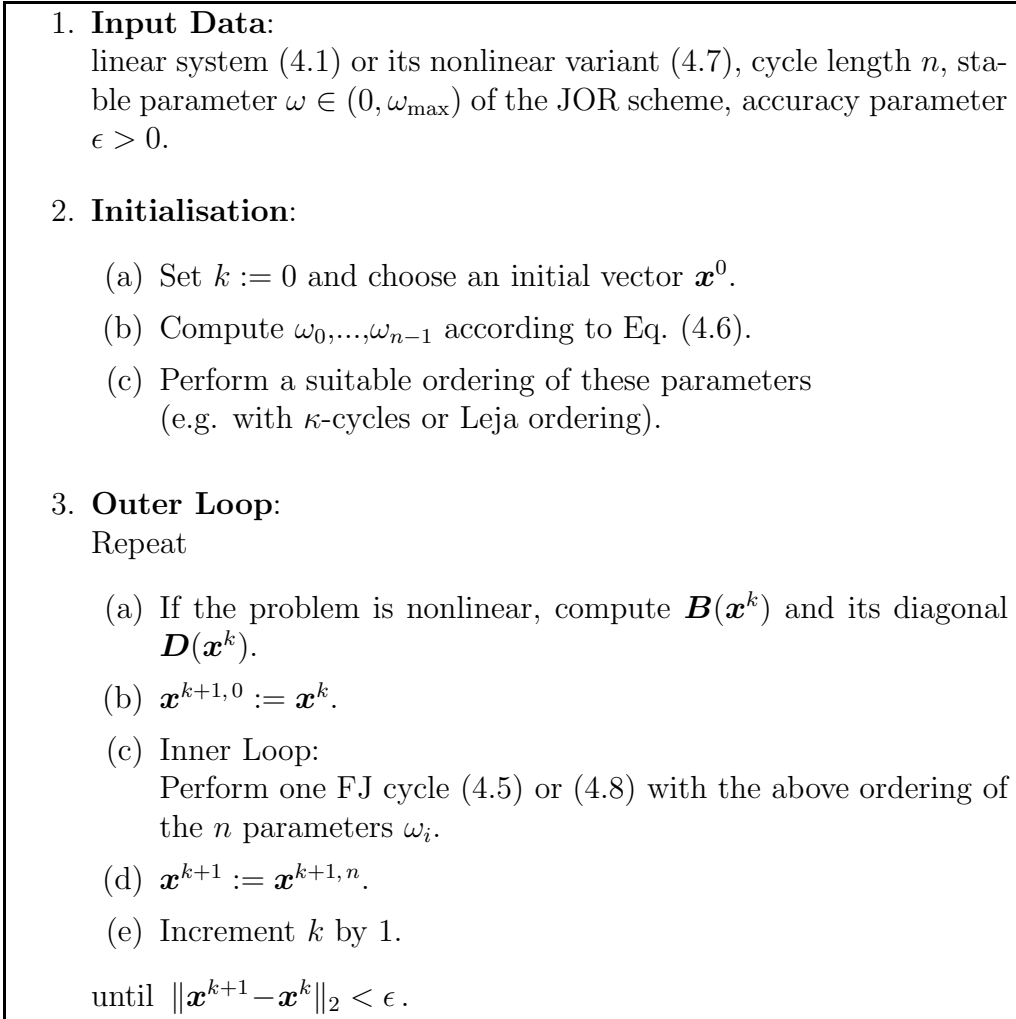 1. Input Data:
linear system (4.1) or its nonlinear variant (4.7), cycle length n, sta-
ble parameter ω ∈ (0, ωmax) of the JOR scheme, accuracy parameter
ϵ > 0.
2. Initialisation:
(a) Set k := 0 and choose an initial vector x⁰.
(b) Compute ω₀,...,ωₙ₋₁ according to Eq. (4.6).
(c) Perform a suitable ordering of these parameters
(e.g. with κ-cycles or Leja ordering).
3. Outer Loop:
Repeat
(a) If the problem is nonlinear, compute B(xᵏ) and its diagonal
D(xᵏ).
(b) x^{k+1, 0} := xᵏ.
(c) Inner Loop:
Perform one FJ cycle (4.5) or (4.8) with the above ordering of
the n parameters ωᵢ.
(d) x^{k+1} := x^{k+1, n}.
(e) Increment k by 1.
until ‖x^{k+1}−xᵏ‖₂ < ϵ.